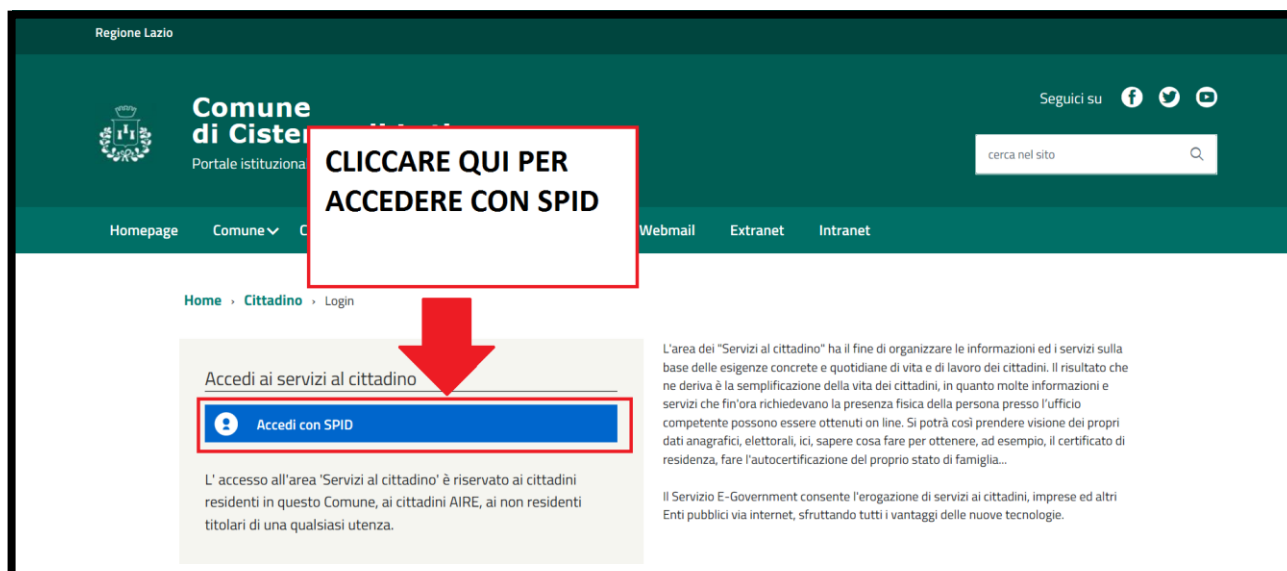 Regione Lazio
Seguici su
Comune
di Cister
Portale istituziona
cerca nel sito
CLICCARE QUI PER
ACCEDERE CON SPID
Homepage Comune Webmail Extranet Intranet
Home › Cittadino › Login
Accedi ai servizi al cittadino
Accedi con SPID
L' accesso all'area 'Servizi al cittadino' è riservato ai cittadini
residenti in questo Comune, ai cittadini AIRE, ai non residenti
titolari di una qualsiasi utenza.
L'area dei "Servizi al cittadino" ha il fine di organizzare le informazioni ed i servizi sulla
base delle esigenze concrete e quotidiane di vita e di lavoro dei cittadini. Il risultato che
ne deriva è la semplificazione della vita dei cittadini, in quanto molte informazioni e
servizi che fin'ora richiedevano la presenza fisica della persona presso l'ufficio
competente possono essere ottenuti on line. Si potrà così prendere visione dei propri
dati anagrafici, elettorali, ici, sapere cosa fare per ottenere, ad esempio, il certificato di
residenza, fare l'autocertificazione del proprio stato di famiglia...
Il Servizio E-Government consente l'erogazione di servizi ai cittadini, imprese ed altri
Enti pubblici via internet, sfruttando tutti i vantaggi delle nuove tecnologie.